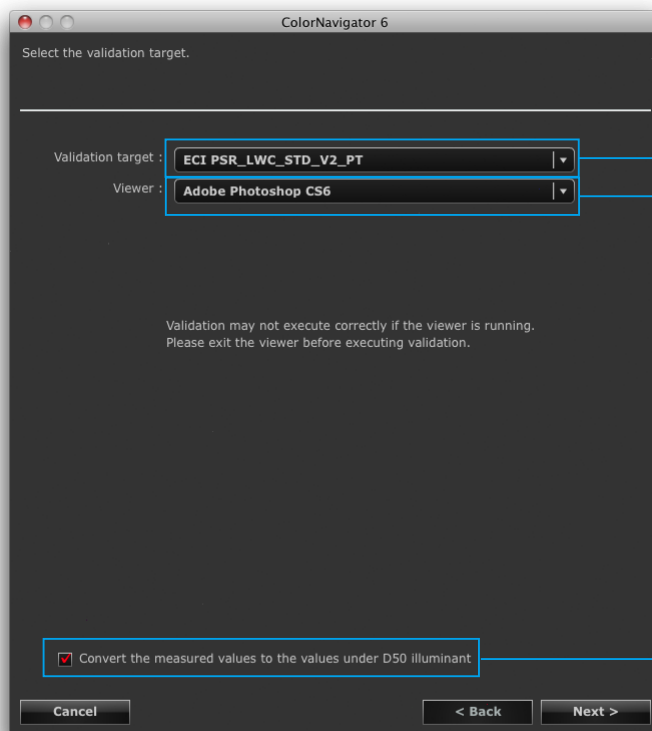 ColorNavigator 6
Select the validation target.
Validation target :
ECI PSR_LWC_STD_V2_PT
Viewer :
Adobe Photoshop CS6
Validation may not execute correctly if the viewer is running.
Please exit the viewer before executing validation.
Convert the measured values to the values under D50 illuminant
Cancel
< Back
Next >